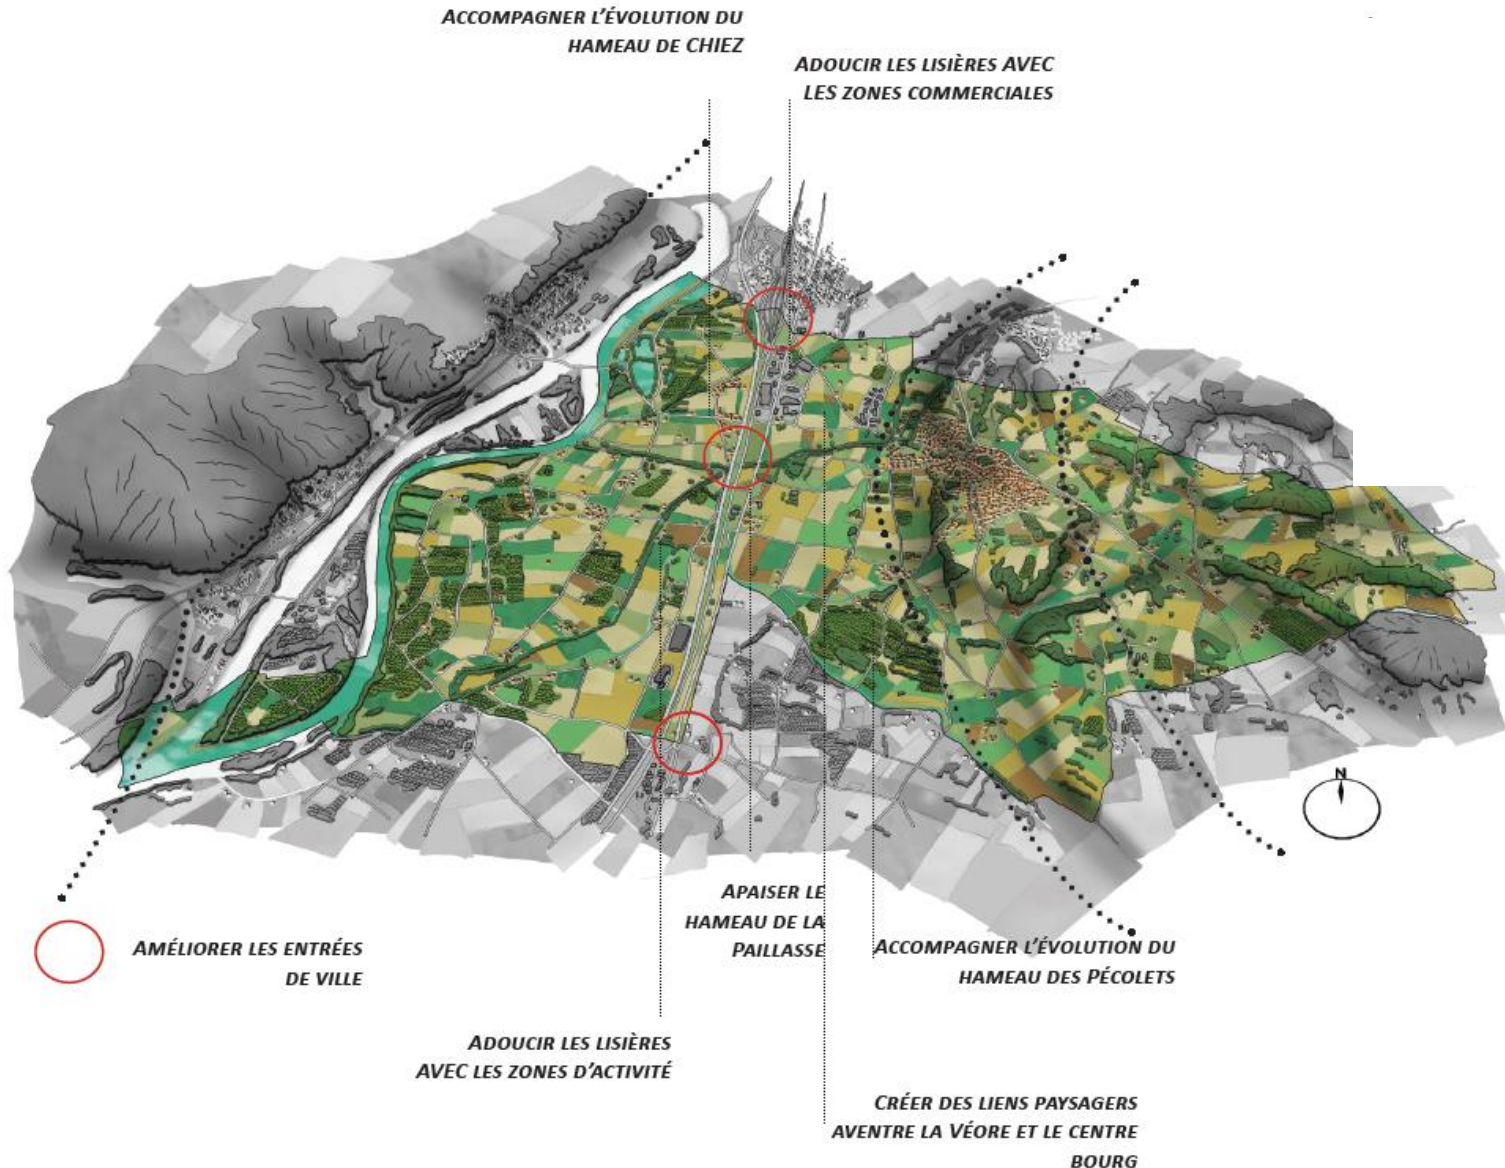 ACCOMPAGNER L'ÉVOLUTION DU
HAMEAU DE CHIEZ
ADOUCIR LES LISIÈRES AVEC
LES ZONES COMMERCIALES
N
APAISER LE
HAMEAU DE LA
PAILLASSE
ACCOMPAGNER L'ÉVOLUTION DU
HAMEAU DES PÉCOLETS
AMÉLIORER LES ENTRÉES
DE VILLE
ADOUCIR LES LISIÈRES
AVEC LES ZONES D'ACTIVITÉ
CRÉER DES LIENS PAYSAGERS
AVENTRE LA VÉORE ET LE CENTRE
BOURG